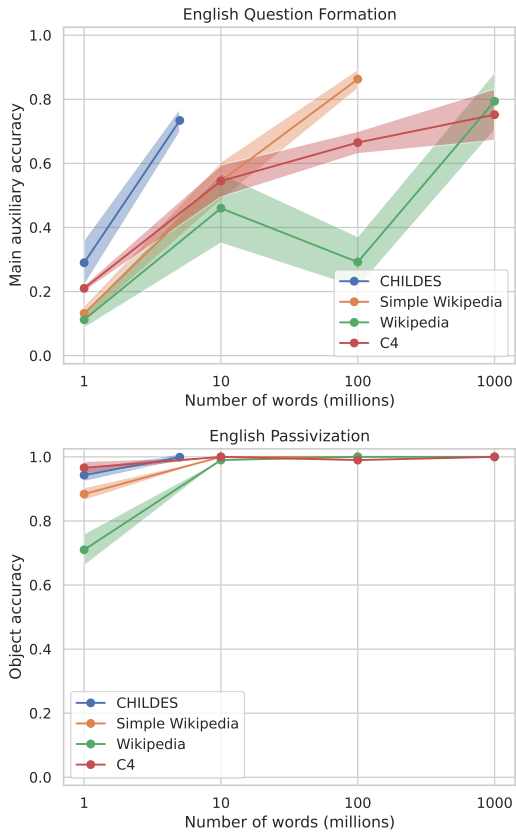 English Question Formation
1.0
0.8
0.6
0.4
0.2
0.0
Main auxiliary accuracy
CHILDES
Simple Wikipedia
Wikipedia
C4
1 10 100 1000
Number of words (millions)
English Passivization
1.0
0.8
0.6
0.4
0.2
0.0
Object accuracy
CHILDES
Simple Wikipedia
Wikipedia
C4
1 10 100 1000
Number of words (millions)